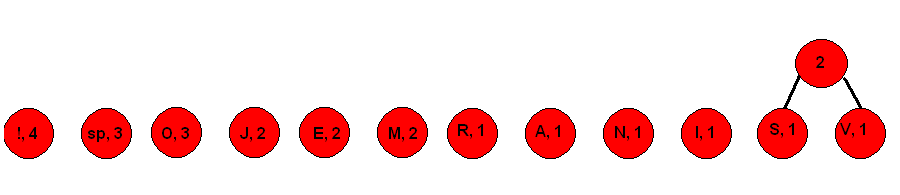 2
!, 4 sp, 3 O, 3 J, 2 E, 2 M, 2 R, 1 A, 1 N, 1 I, 1 S, 1 V, 1